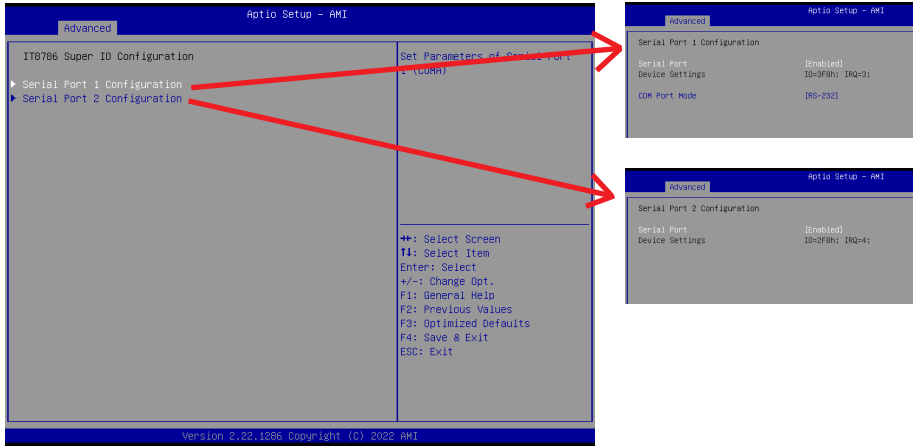 Aptio Setup - AMI
Advanced
IT8786 Super IO Configuration
Serial Port 1 Configuration
Serial Port 2 Configuration
Set Parameters of Serial Port
1 (COMA)
→←: Select Screen
↑↓: Select Item
Enter: Select
+/-: Change Opt.
F1: General Help
F2: Previous Values
F3: Optimized Defaults
F4: Save & Exit
ESC: Exit
Version 2.22.1286 Copyright (C) 2022 AMI
Aptio Setup - AMI
Advanced
Serial Port 1 Configuration
Serial Port [Enabled]
Device Settings IO=3F8h; IRQ=3;
COM Port Mode [RS-232]
Aptio Setup - AMI
Advanced
Serial Port 2 Configuration
Serial Port [Enabled]
Device Settings IO=2F8h; IRQ=4;